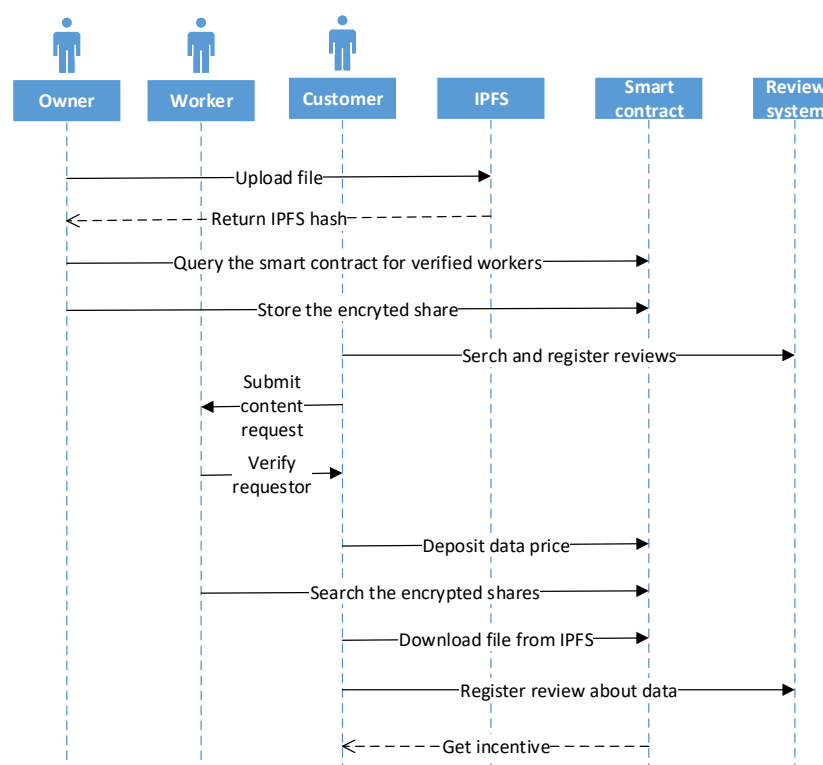 Owner
Worker
Customer
IPFS
Smart
contract
Review
system
Upload file
Return IPFS hash
Query the smart contract for verified workers
Store the encryted share
Serch and register reviews
Submit
content
request
Verify
requestor
Deposit data price
Search the encrypted shares
Download file from IPFS
Register review about data
Get incentive